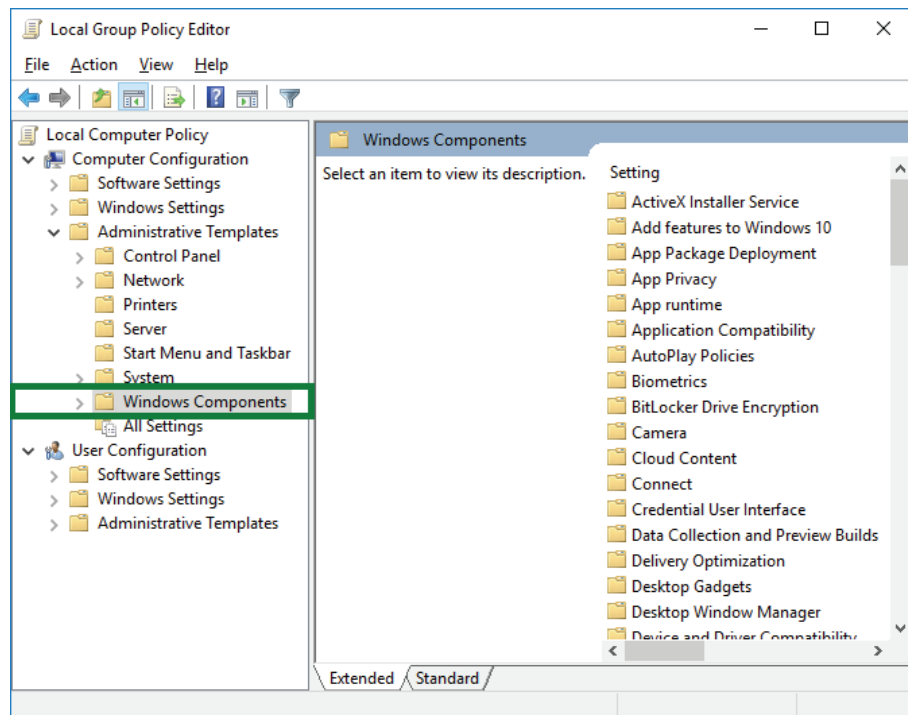 Local Group Policy Editor
File Action View Help
Local Computer Policy
Computer Configuration
Software Settings
Windows Settings
Administrative Templates
Control Panel
Network
Printers
Server
Start Menu and Taskbar
System
Windows Components
All Settings
User Configuration
Software Settings
Windows Settings
Administrative Templates
Windows Components
Select an item to view its description.
Setting
ActiveX Installer Service
Add features to Windows 10
App Package Deployment
App Privacy
App runtime
Application Compatibility
AutoPlay Policies
Biometrics
BitLocker Drive Encryption
Camera
Cloud Content
Connect
Credential User Interface
Data Collection and Preview Builds
Delivery Optimization
Desktop Gadgets
Desktop Window Manager
Device and Driver Compatibility
Extended Standard